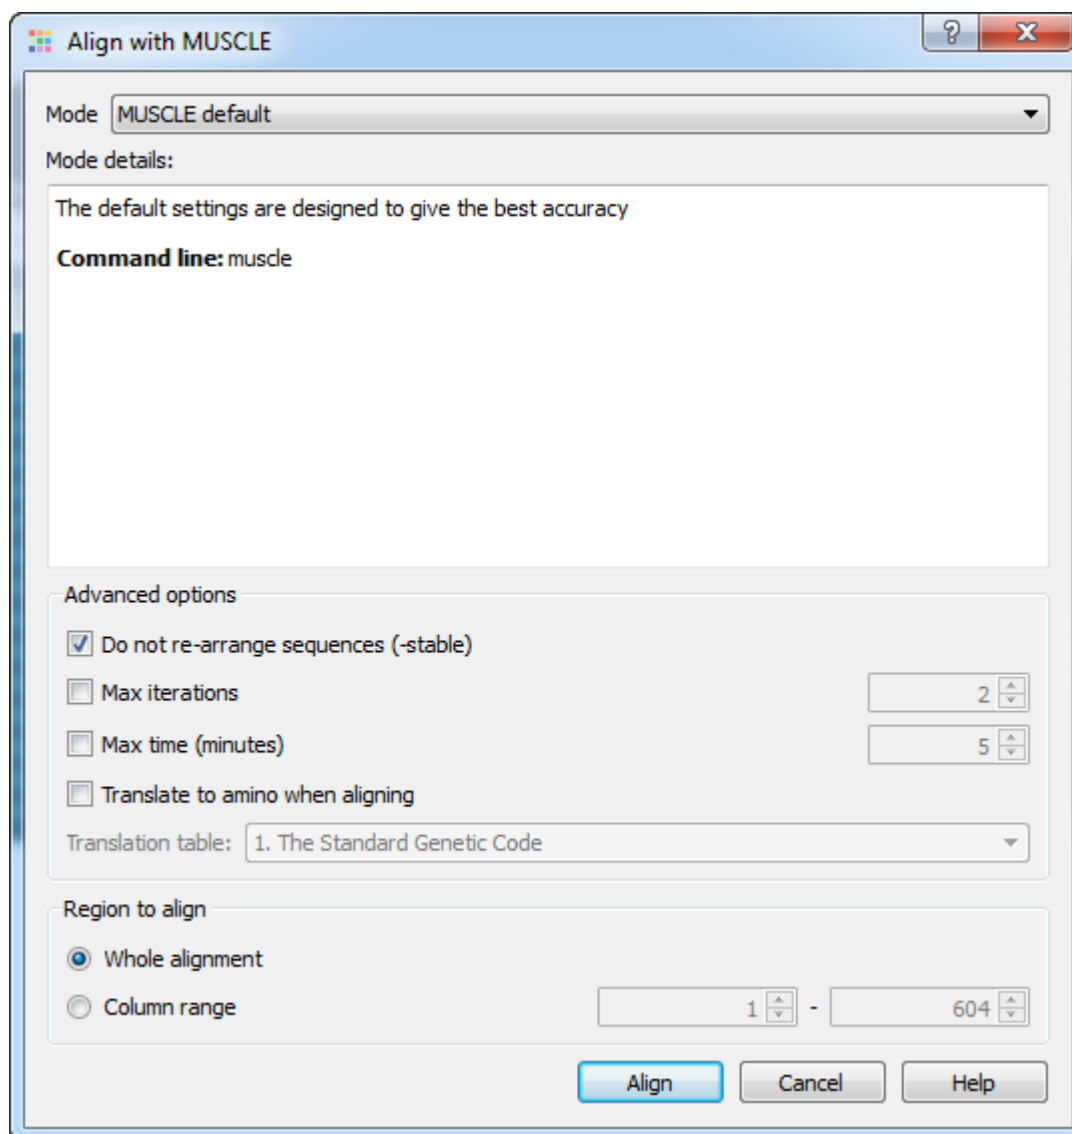 Align with MUSCLE
Mode MUSCLE default
Mode details:
The default settings are designed to give the best accuracy
Command line: muscle
Advanced options
Do not re-arrange sequences (-stable)
Max iterations 2
Max time (minutes) 5
Translate to amino when aligning
Translation table: 1. The Standard Genetic Code
Region to align
Whole alignment
Column range 1 - 604
Align Cancel Help